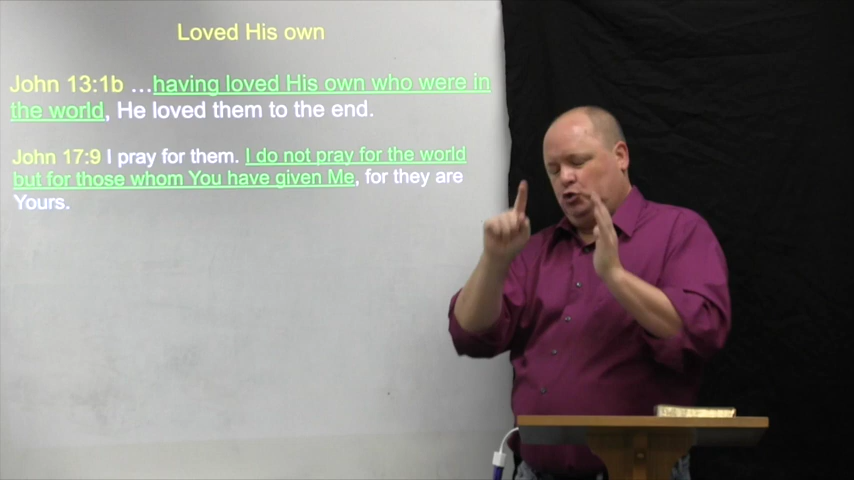 Loved His own
John 13:1b …having loved His own who were in
the world, He loved them to the end.
John 17:9 I pray for them. I do not pray for the world
but for those whom You have given Me, for they are
Yours.